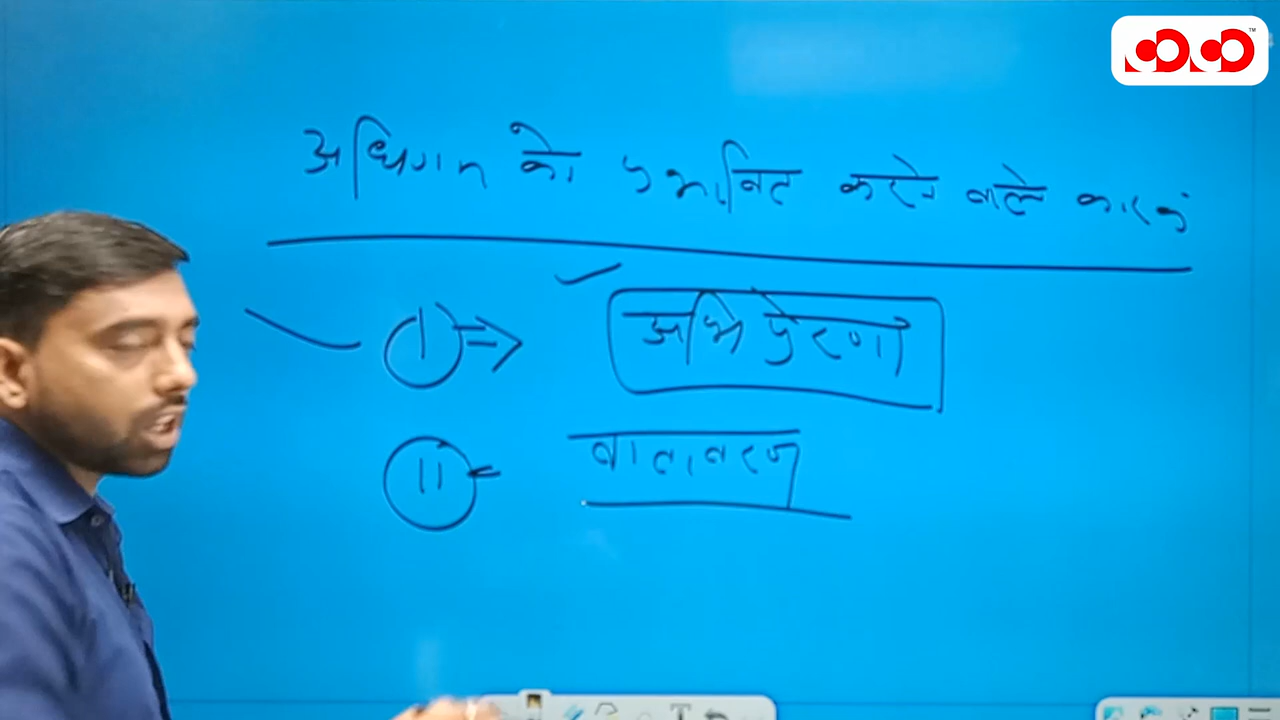 अधिगम को प्रभावित करने वाले कारक
I ⇒ अभिप्रेरणा
II वातावरण